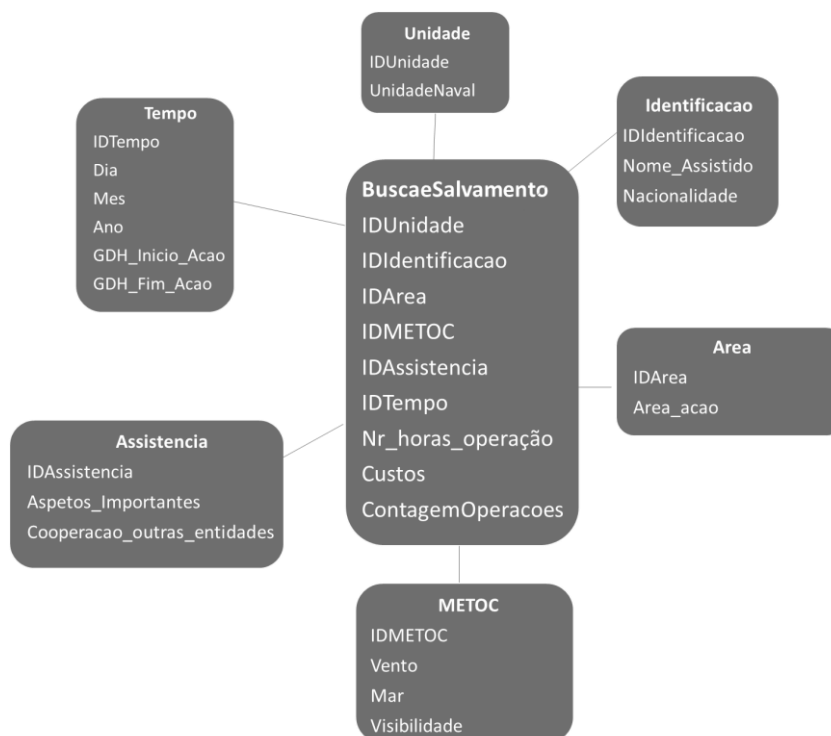 Unidade
IDUnidade
UnidadeNaval
Tempo
IDTempo
Dia
Mes
Ano
GDH_Inicio_Acao
GDH_Fim_Acao
Identificacao
IDIdentificacao
Nome_Assistido
Nacionalidade
BuscaeSalvamento
IDUnidade
IDIdentificacao
IDArea
IDMETOC
IDAssistencia
IDTempo
Nr_horas_operação
Custos
ContagemOperacoes
Area
IDArea
Area_acao
Assistencia
IDAssistencia
Aspetos_Importantes
Cooperacao_outras_entidades
METOC
IDMETOC
Vento
Mar
Visibilidade